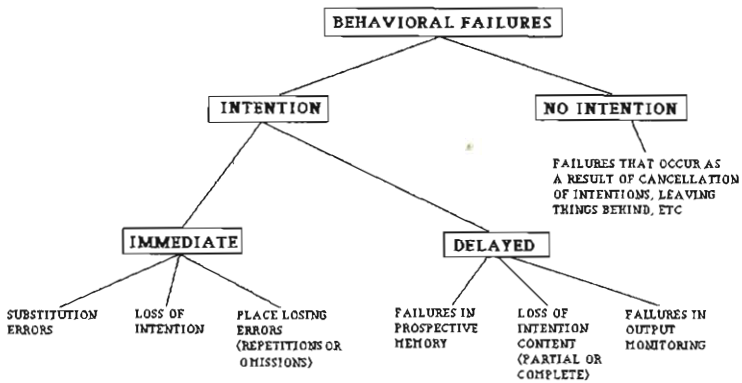 BEHAVIORAL FAILURES
INTENTION
NO INTENTION
FAILURES THAT OCCUR AS
A RESULT OF CANCELLATION
OF INTENTIONS, LEAVING
THINGS BEHIND, ETC
IMMEDIATE
DELAYED
SUBSTITUTION
ERRORS
LOSS OF
INTENTION
PLACE LOSING
ERRORS
(REPETITIONS OR
OMISSIONS)
FAILURES IN
PROSPECTIVE
MEMORY
LOSS OF
INTENTION
CONTENT
(PARTIAL OR
COMPLETE)
FAILURES IN
OUTPUT
MONITORING